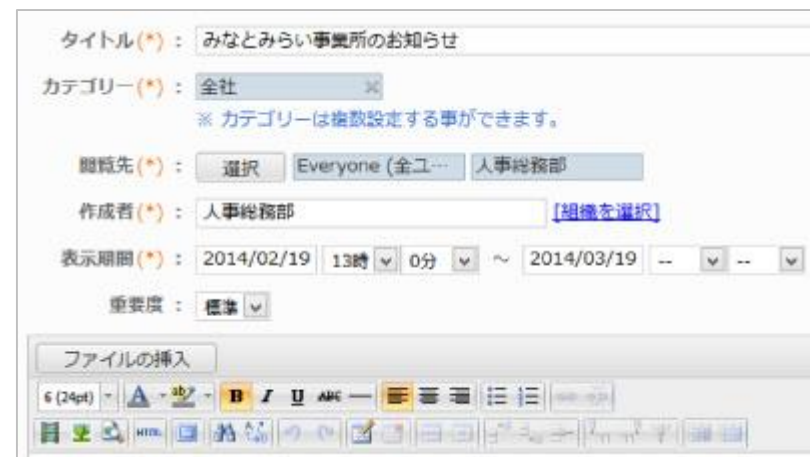 タイトル(*) : みなとみらい事業所のお知らせ
カテゴリー(*) : 全社
※ カテゴリーは複数設定する事ができます。
閲覧先(*) : 選択 Everyone (全ユ… 人事総務部
作成者(*) : 人事総務部 [組織を選択]
表示期間(*) : 2014/02/19 13時 0分 ～ 2014/03/19 -- --
重要度 : 標準
ファイルの挿入
6 (24pt) A ab B I U ABC
HTML